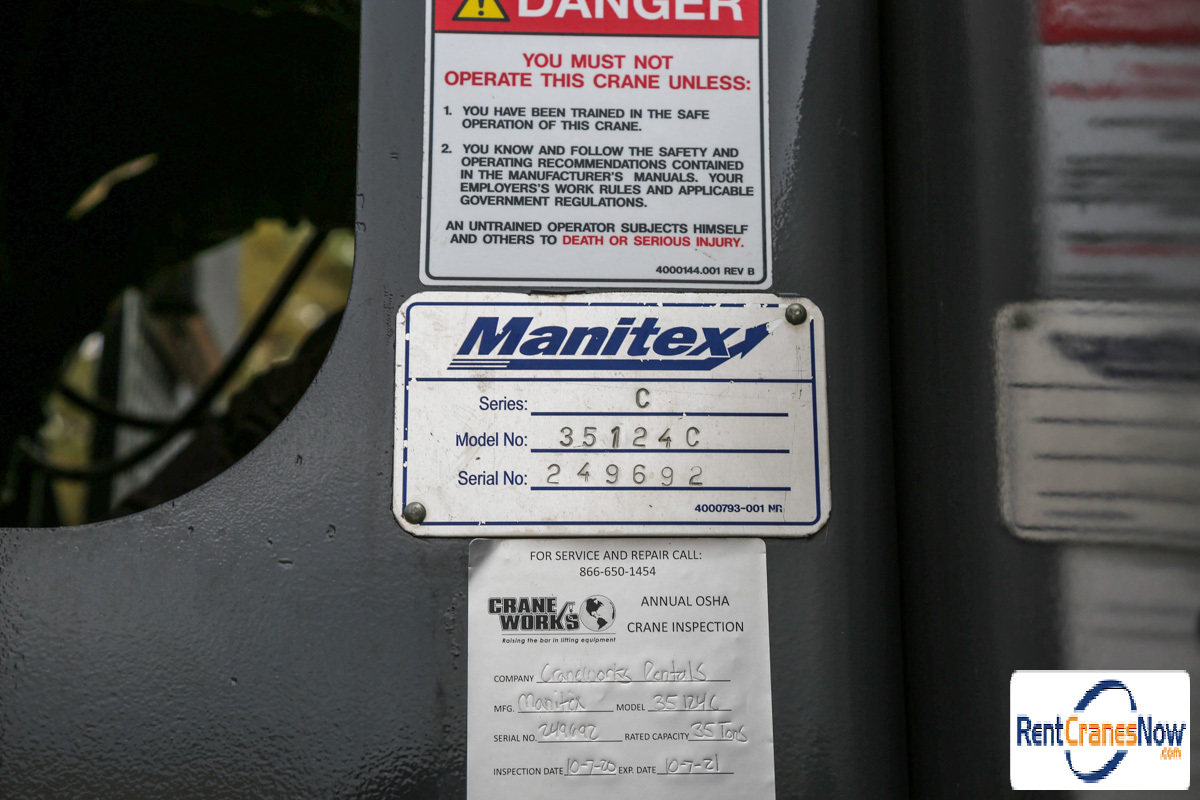 DANGER
YOU MUST NOT
OPERATE THIS CRANE UNLESS:
1. YOU HAVE BEEN TRAINED IN THE SAFE
OPERATION OF THIS CRANE.
2. YOU KNOW AND FOLLOW THE SAFETY AND
OPERATING RECOMMENDATIONS CONTAINED
IN THE MANUFACTURER'S MANUALS. YOUR
EMPLOYERS'S WORK RULES AND APPLICABLE
GOVERNMENT REGULATIONS.
AN UNTRAINED OPERATOR SUBJECTS HIMSELF
AND OTHERS TO DEATH OR SERIOUS INJURY.
4000144.001 REV B
Manitex
Series: C
Model No: 35124C
Serial No: 249692
4000793-001 NR
FOR SERVICE AND REPAIR CALL:
866-650-1454
CRANE WORKS
Raising the bar in lifting equipment
ANNUAL OSHA
CRANE INSPECTION
COMPANY Craneworks Rentals
MFG. Manitex MODEL 35124C
SERIAL NO. 249692 RATED CAPACITY 35 Tons
INSPECTION DATE 10-7-20 EXP. DATE 10-7-21
RentCranesNow
.com